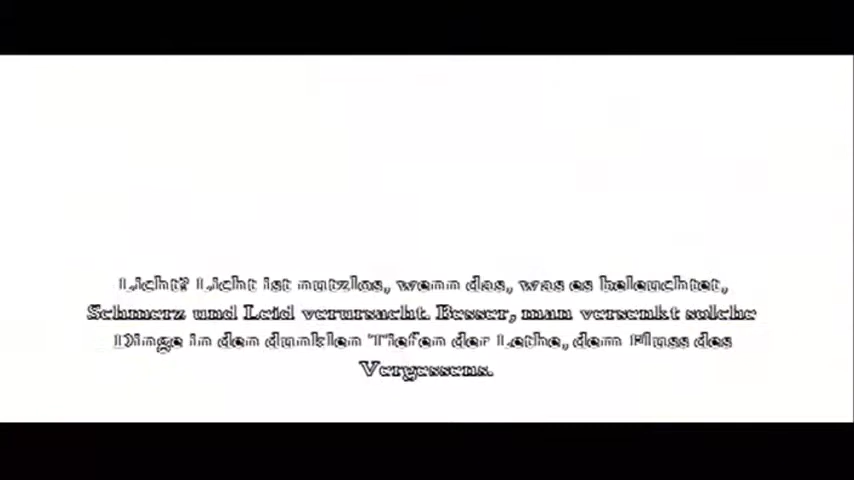 Licht? Licht ist nutzlos, wenn das, was es beleuchtet,
Schmerz und Leid verursacht. Besser, man versenkt solche
Dinge in den dunklen Tiefen der Lethe, dem Fluss des
Vergessens.